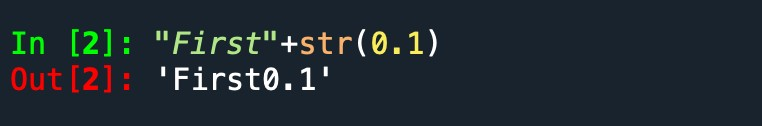 In [2]: "First"+str(0.1)
Out[2]: 'First0.1'